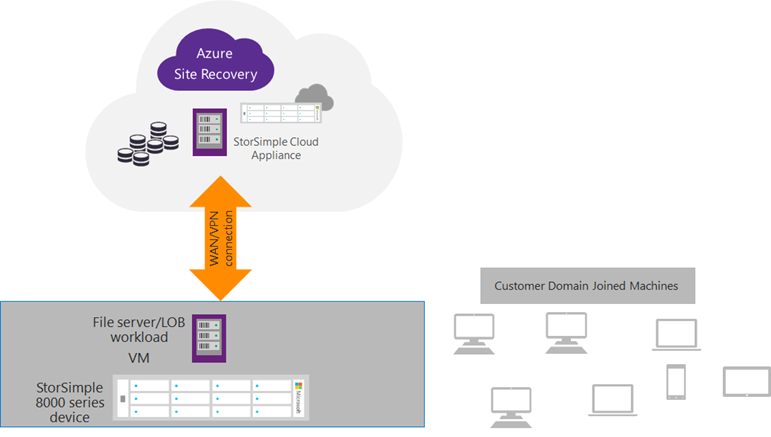 Azure
Site Recovery
StorSimple Cloud
Appliance
WAN/VPN
connection
Customer Domain Joined Machines
File server/LOB
workload
VM
StorSimple
8000 series
device
Microsoft